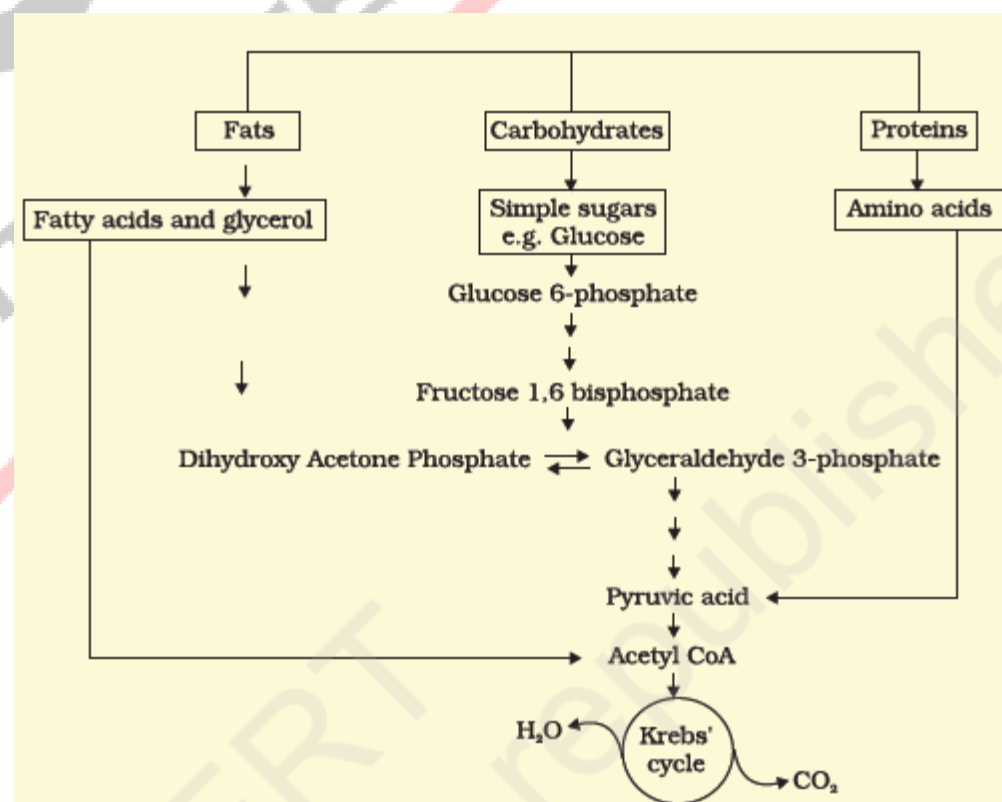 Fats
Carbohydrates
Proteins
Fatty acids and glycerol
Simple sugars
e.g. Glucose
Amino acids
Glucose 6-phosphate
Fructose 1,6 bisphosphate
Dihydroxy Acetone Phosphate
Glyceraldehyde 3-phosphate
Pyruvic acid
Acetyl CoA
H₂O
Krebs'
cycle
CO₂
republishe